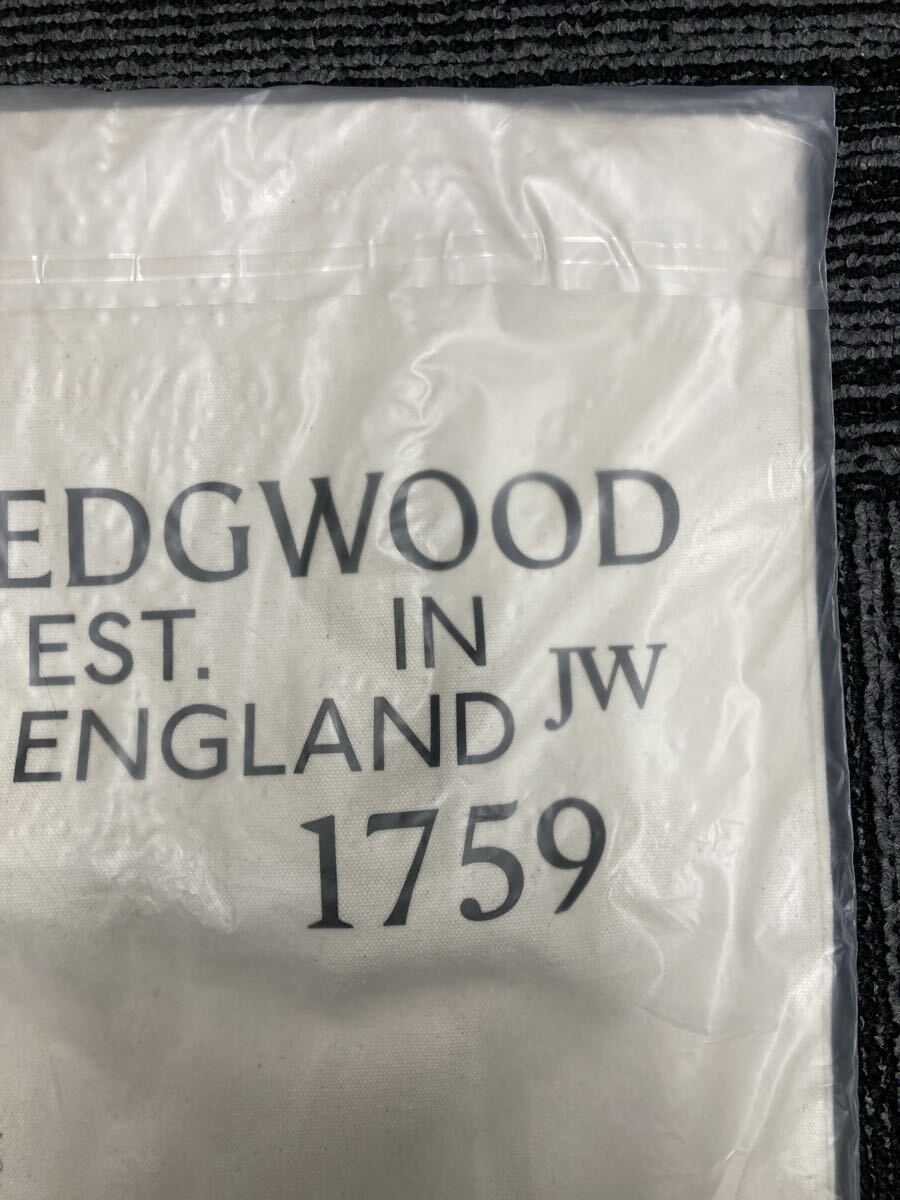 EDGWOOD
EST. IN
ENGLAND JW
1759